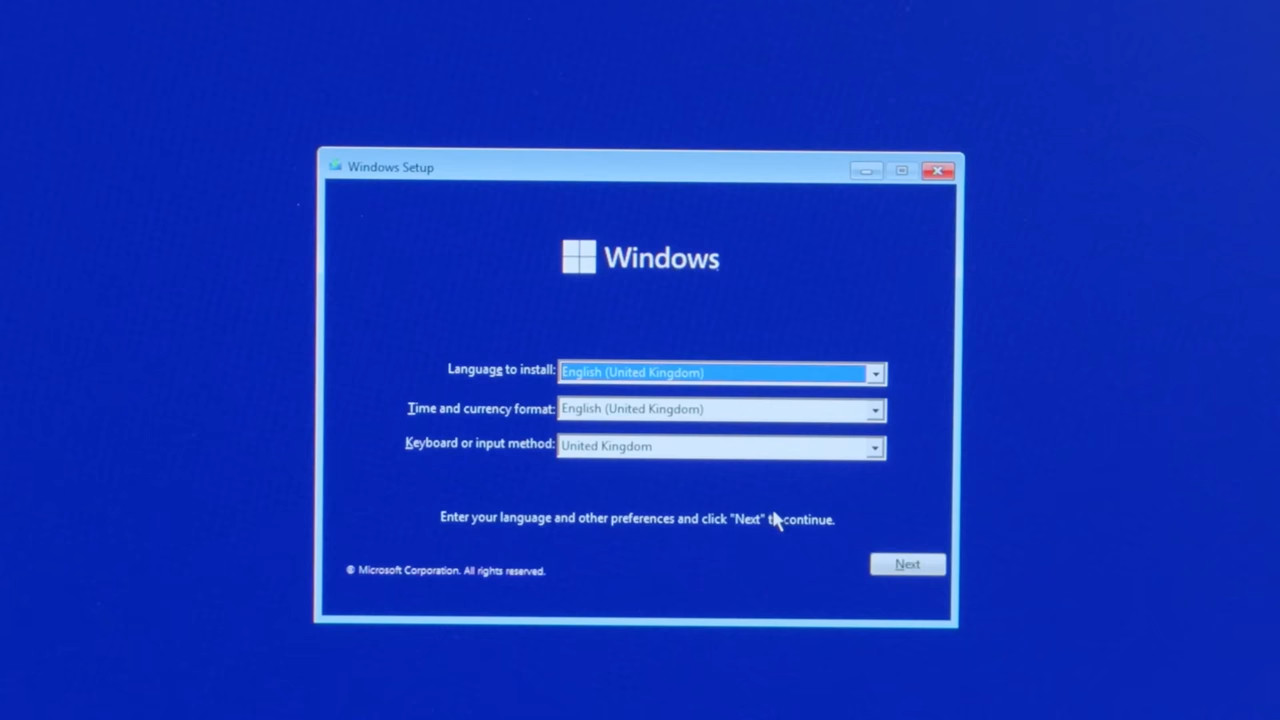 Windows Setup
Windows
Language to install: English (United Kingdom)
Time and currency format: English (United Kingdom)
Keyboard or input method: United Kingdom
Enter your language and other preferences and click "Next" to continue.
© Microsoft Corporation. All rights reserved.
Next